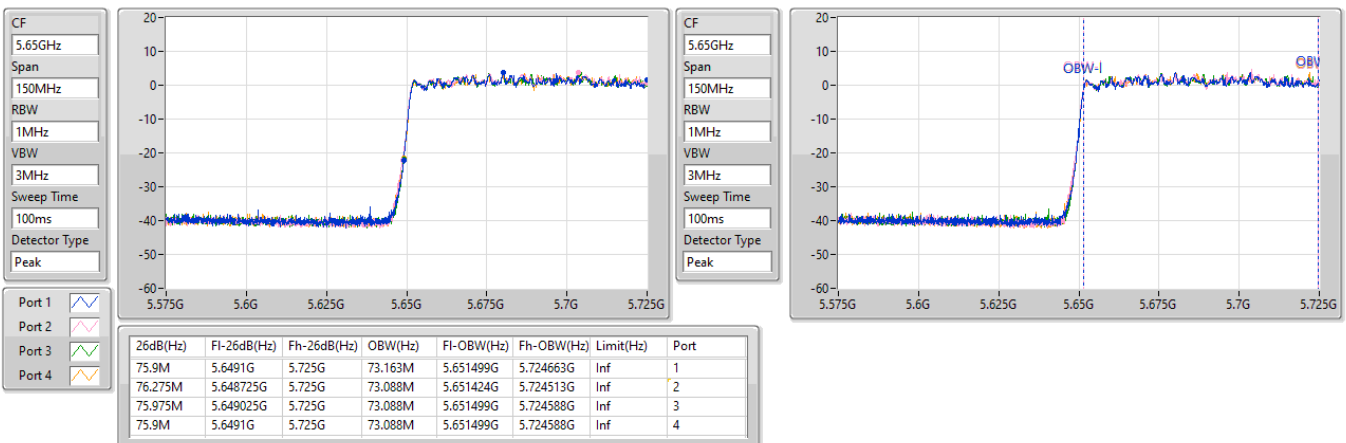 CF
5.65GHz
Span
150MHz
RBW
1MHz
VBW
3MHz
Sweep Time
100ms
Detector Type
Peak
20
10
0
-10
-20
-30
-40
-50
-60
5.575G 5.6G 5.625G 5.65G 5.675G 5.7G 5.725G
CF
5.65GHz
Span
150MHz
RBW
1MHz
VBW
3MHz
Sweep Time
100ms
Detector Type
Peak
20
10
0
-10
-20
-30
-40
-50
-60
OBW-l
OBW
5.575G 5.6G 5.625G 5.65G 5.675G 5.7G 5.725G
Port 1
Port 2
Port 3
Port 4
26dB(Hz) Fl-26dB(Hz) Fh-26dB(Hz) OBW(Hz) Fl-OBW(Hz) Fh-OBW(Hz) Limit(Hz) Port
75.9M 5.6491G 5.725G 73.163M 5.651499G 5.724663G Inf 1
76.275M 5.648725G 5.725G 73.088M 5.651424G 5.724513G Inf 2
75.975M 5.649025G 5.725G 73.088M 5.651499G 5.724588G Inf 3
75.9M 5.6491G 5.725G 73.088M 5.651499G 5.724588G Inf 4